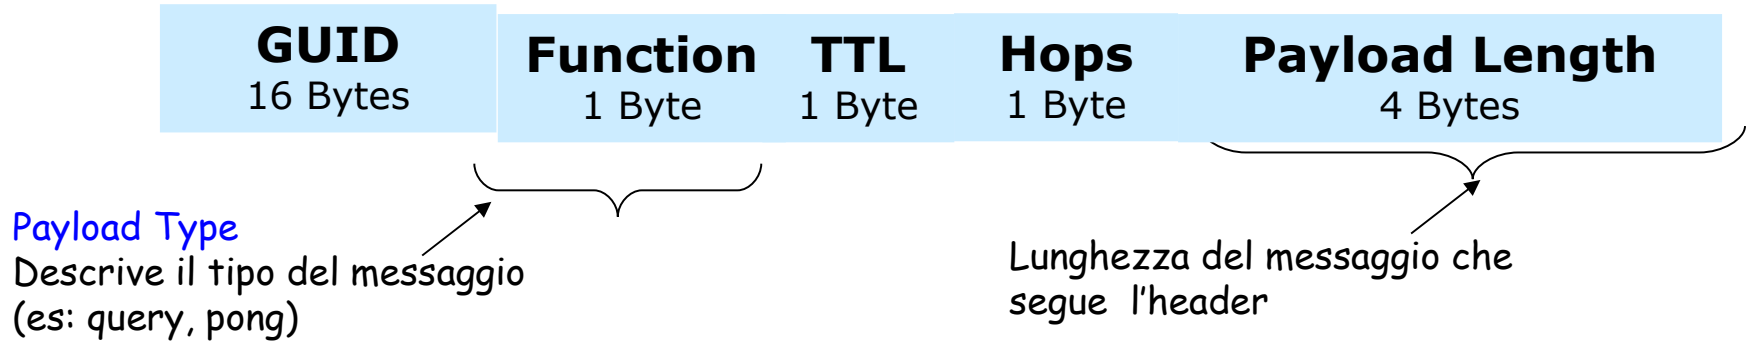 GUID
16 Bytes
Function
1 Byte
TTL
1 Byte
Hops
1 Byte
Payload Length
4 Bytes
Payload Type
Descrive il tipo del messaggio
(es: query, pong)
Lunghezza del messaggio che
segue l'header